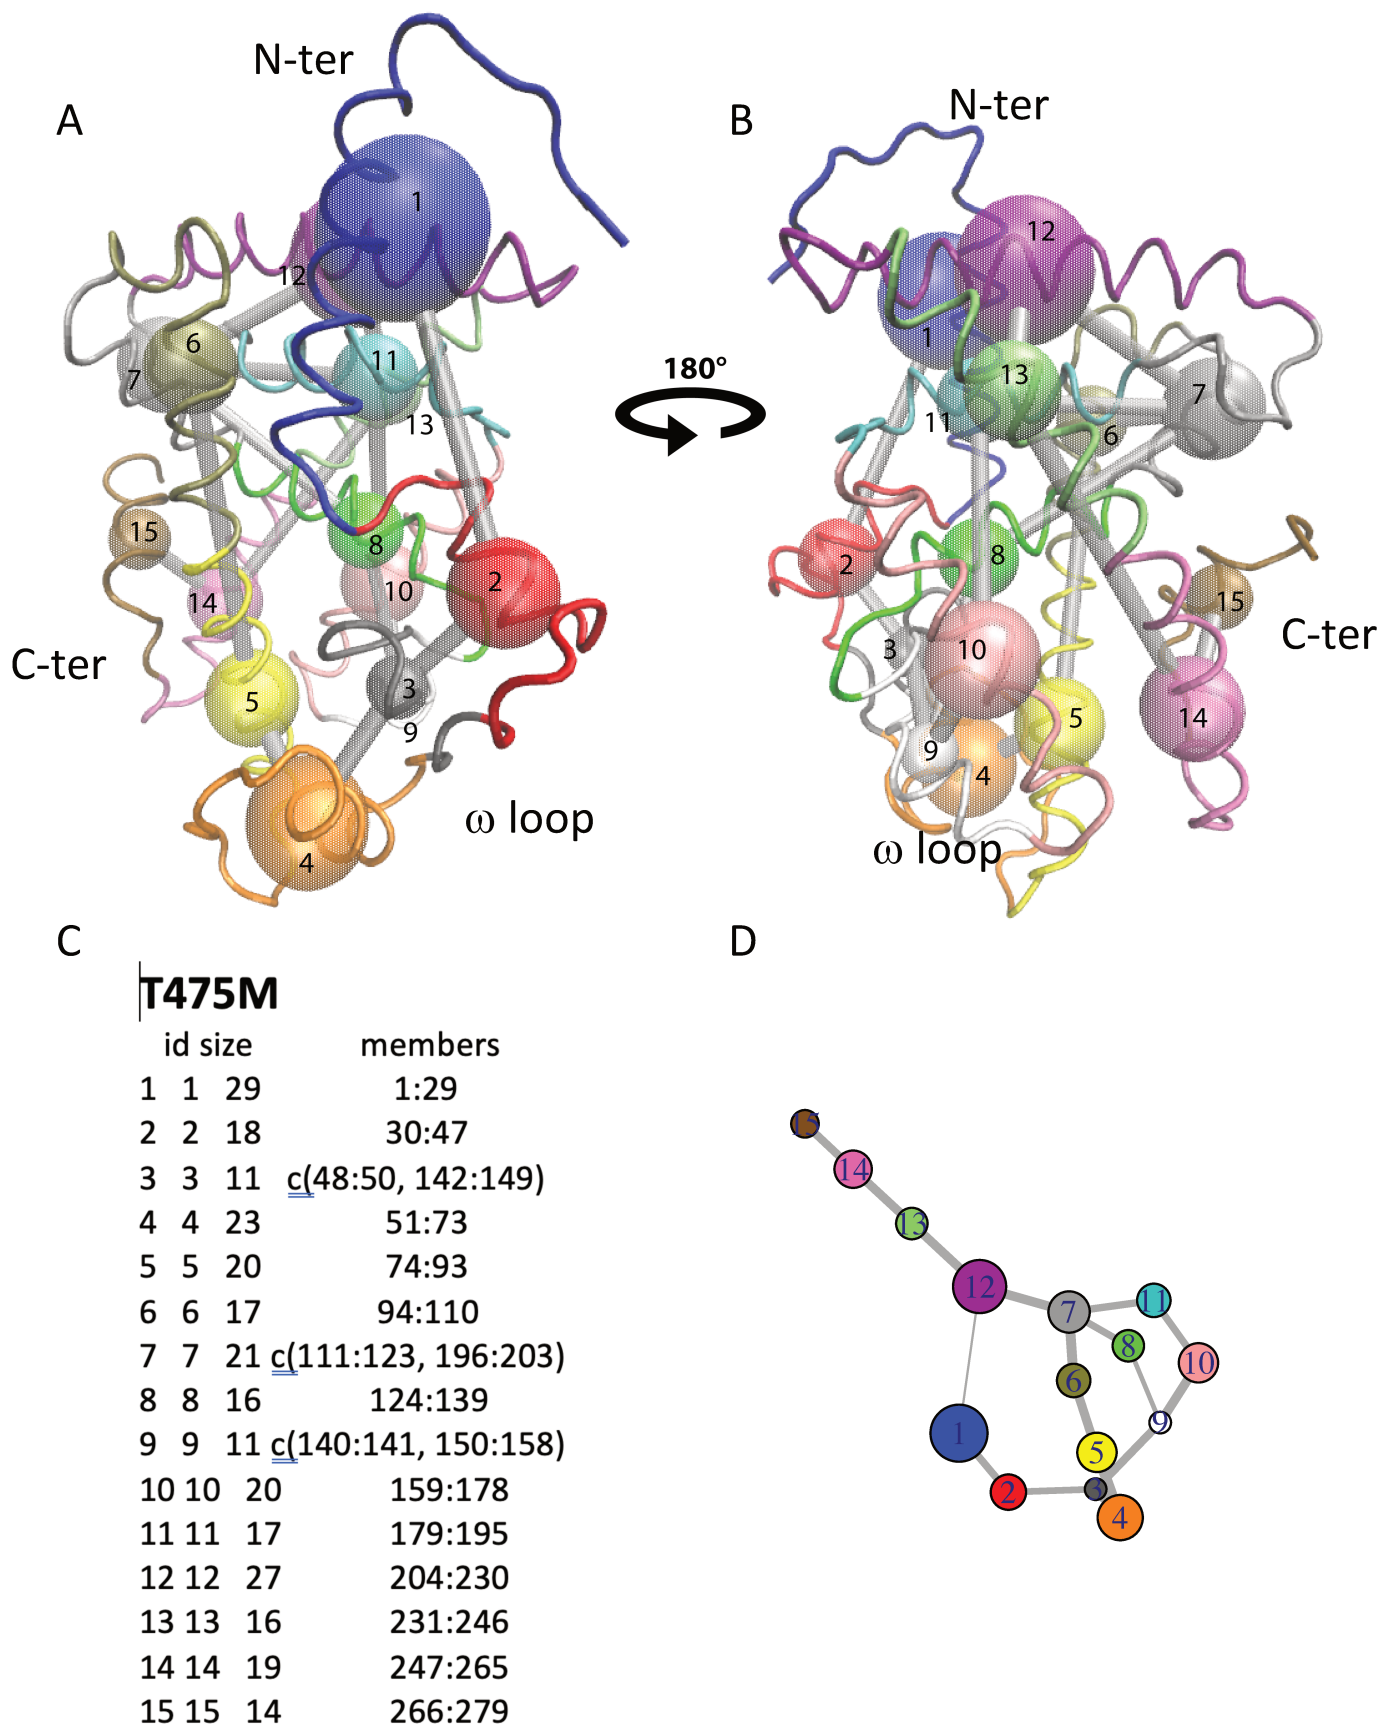 A
N-ter
1
12
6
7
11
13
15
8
14
10
2
5
3
9
4
C-ter
ω loop
180°
B
N-ter
12
1
13
7
11
6
2
8
15
3
10
5
14
9
4
C-ter
ω loop
C
T475M
id size members
1 1 29 1:29
2 2 18 30:47
3 3 11 c(48:50, 142:149)
4 4 23 51:73
5 5 20 74:93
6 6 17 94:110
7 7 21 c(111:123, 196:203)
8 8 16 124:139
9 9 11 c(140:141, 150:158)
10 10 20 159:178
11 11 17 179:195
12 12 27 204:230
13 13 16 231:246
14 14 19 247:265
15 15 14 266:279
D
15
14
13
12
7
11
8
10
6
9
1
5
2
3
4